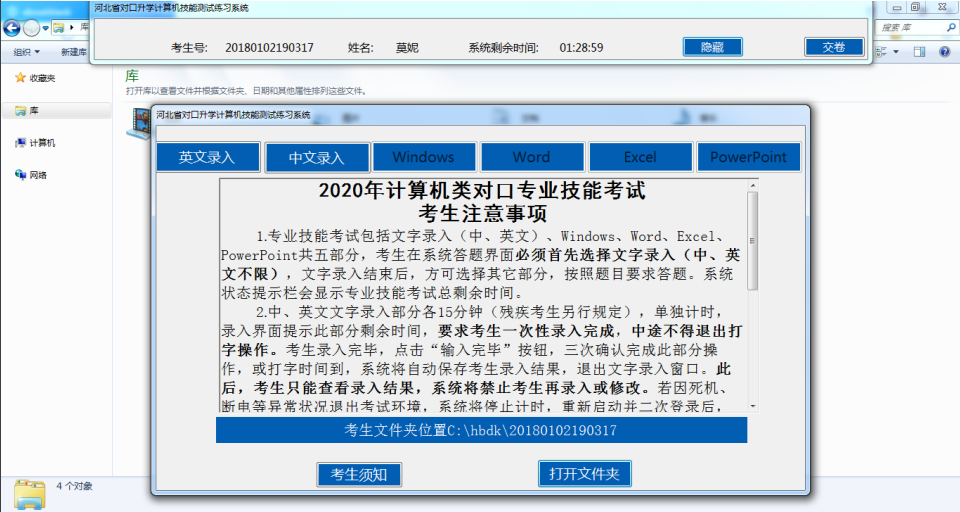 河北省对口升学计算机技能测试练习系统
考生号: 20180102190317 姓名: 莫妮 系统剩余时间: 01:28:59 隐藏 交卷
搜索 库
组织 新建库
收藏夹
库
计算机
网络
库
打开库以查看文件并根据文件夹、日期和其他属性排列这些文件。
河北省对口升学计算机技能测试练习系统
英文录入 中文录入 Windows Word Excel PowerPoint
2020年计算机类对口专业技能考试
考生注意事项
1.专业技能考试包括文字录入（中、英文）、Windows、Word、Excel、
PowerPoint共五部分，考生在系统答题界面必须首先选择文字录入（中、英
文不限），文字录入结束后，方可选择其它部分，按照题目要求答题。系统
状态提示栏会显示专业技能考试总剩余时间。
2.中、英文文字录入部分各15分钟（残疾考生另行规定），单独计时，
录入界面提示此部分剩余时间，要求考生一次性录入完成，中途不得退出打
字操作。考生录入完毕，点击“输入完毕”按钮，三次确认完成此部分操
作，或打字时间到，系统将自动保存考生录入结果，退出文字录入窗口。此
后，考生只能查看录入结果，系统将禁止考生再录入或修改。若因死机、
断电等异常状况退出考试环境，系统将停止计时，重新启动并二次登录后，
考生文件夹位置C:\hbdk\20180102190317
考生须知 打开文件夹
4 个对象